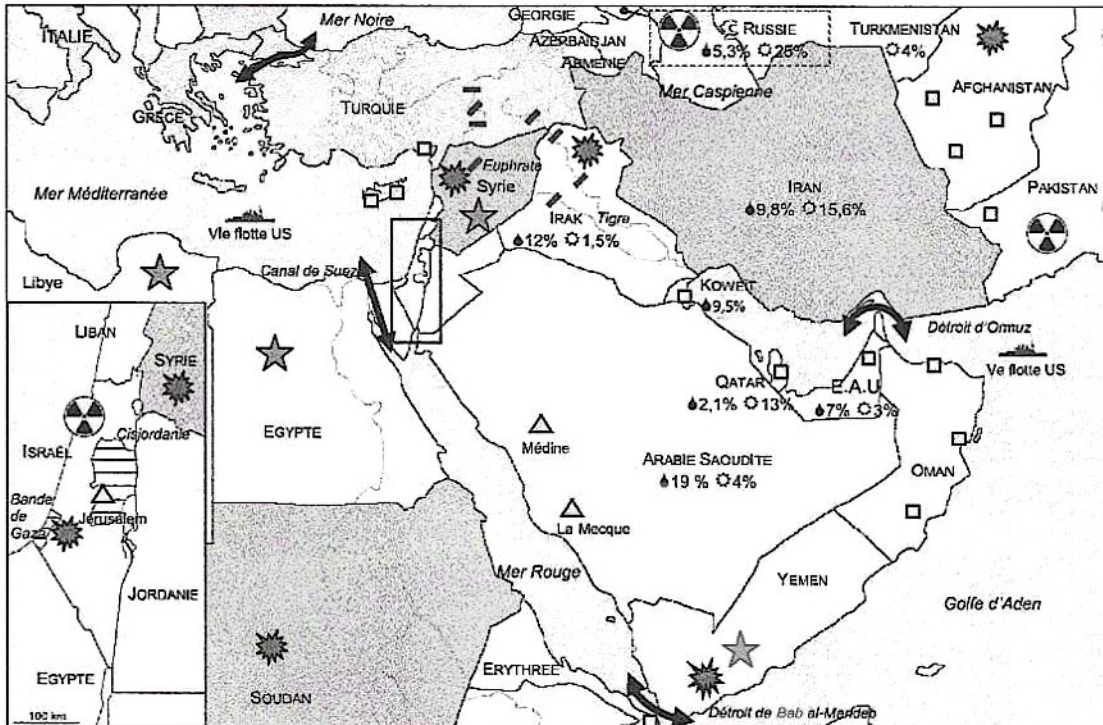 ITALIE
Mer Noire
GEORGIE
AZERBAISJAN
ARMENIE
RUSSIE
5,3% 25%
TURKMENISTAN
4%
Mer Caspienne
AFGHANISTAN
GRECE
TURQUIE
Mer Méditerranée
VIe flotte US
Euphrate
Syrie
IRAK
Tigre
12% 1,5%
IRAN
9,8% 15,6%
PAKISTAN
Libye
Canal de Suez
KOWEIT
9,5%
Détroit d'Ormuz
Ve flotte US
QATAR
2,1% 13%
E.A.U
7% 3%
EGYPTE
Médine
ARABIE SAOUDITE
19 % 4%
La Mecque
OMAN
Mer Rouge
YEMEN
Golfe d'Aden
SOUDAN
ERYTHREE
Détroit de Bab al-Mandeb
LIBAN
SYRIE
Cisjordanie
ISRAËL
Bande
de
Gaza
Jérusalem
JORDANIE
EGYPTE
100 km